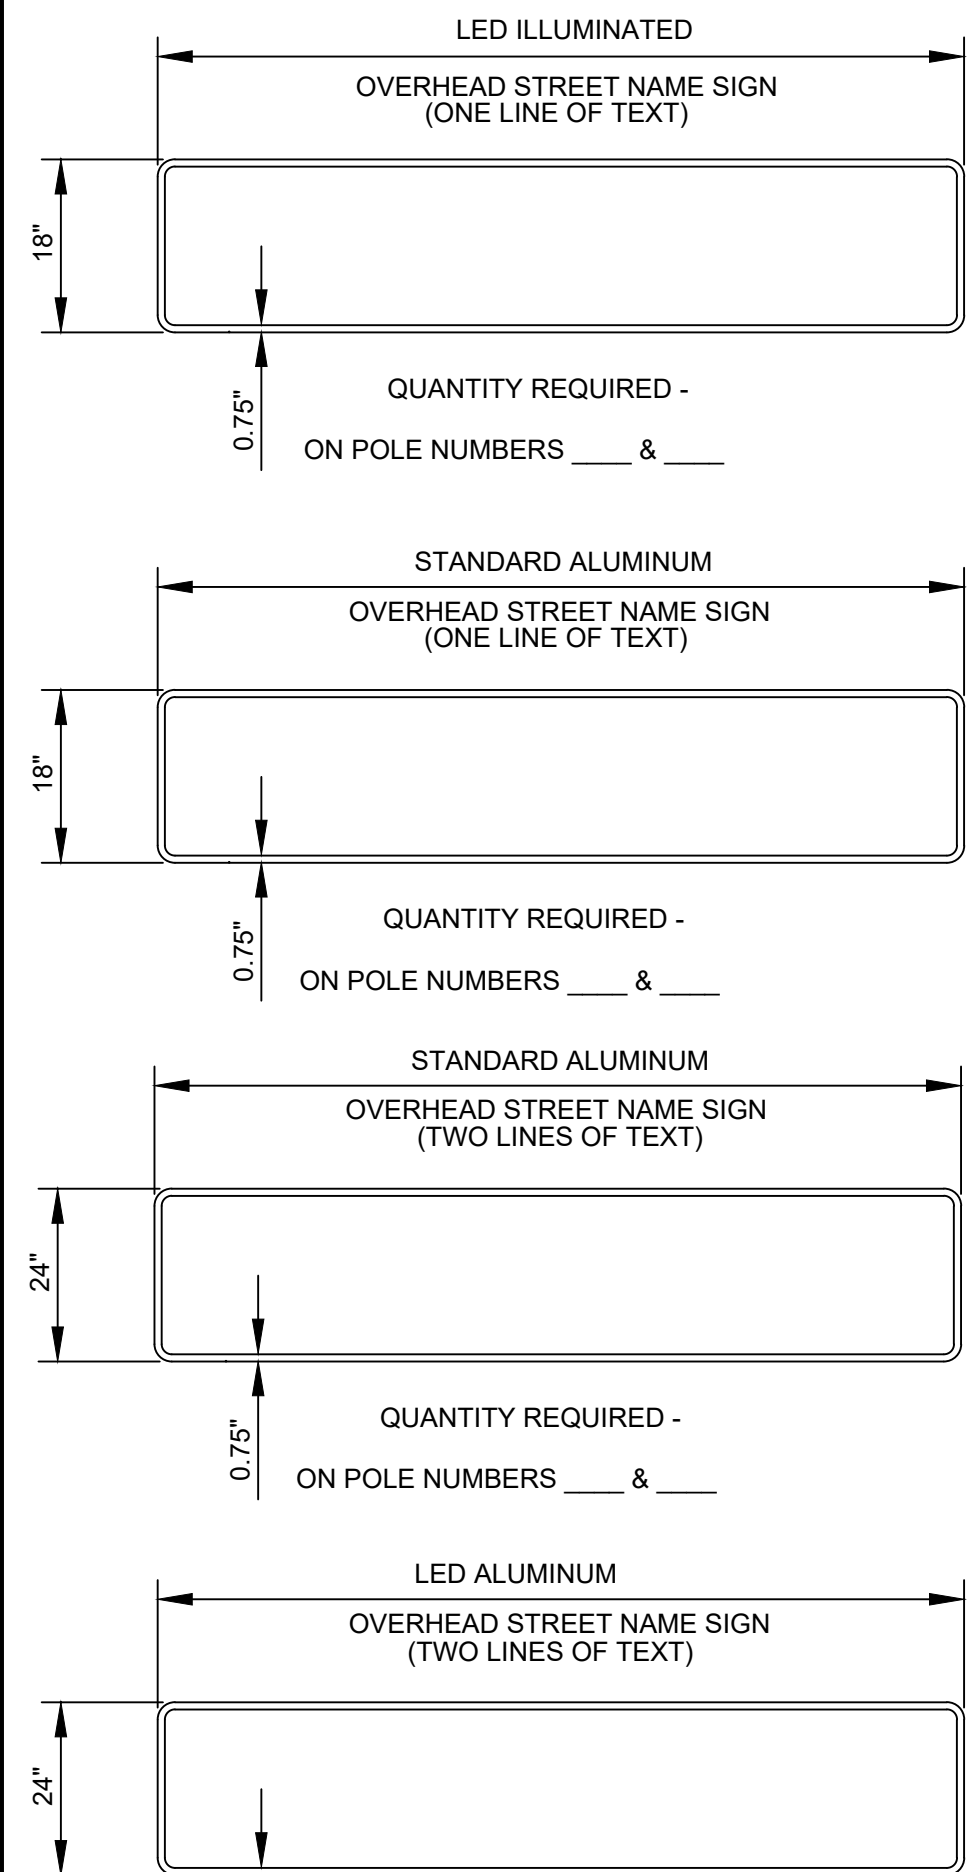 LED ILLUMINATED
OVERHEAD STREET NAME SIGN
(ONE LINE OF TEXT)
18"
0.75"
QUANTITY REQUIRED -
ON POLE NUMBERS ____ & ____
STANDARD ALUMINUM
OVERHEAD STREET NAME SIGN
(ONE LINE OF TEXT)
18"
0.75"
QUANTITY REQUIRED -
ON POLE NUMBERS ____ & ____
STANDARD ALUMINUM
OVERHEAD STREET NAME SIGN
(TWO LINES OF TEXT)
24"
0.75"
QUANTITY REQUIRED -
ON POLE NUMBERS ____ & ____
LED ALUMINUM
OVERHEAD STREET NAME SIGN
(TWO LINES OF TEXT)
24"